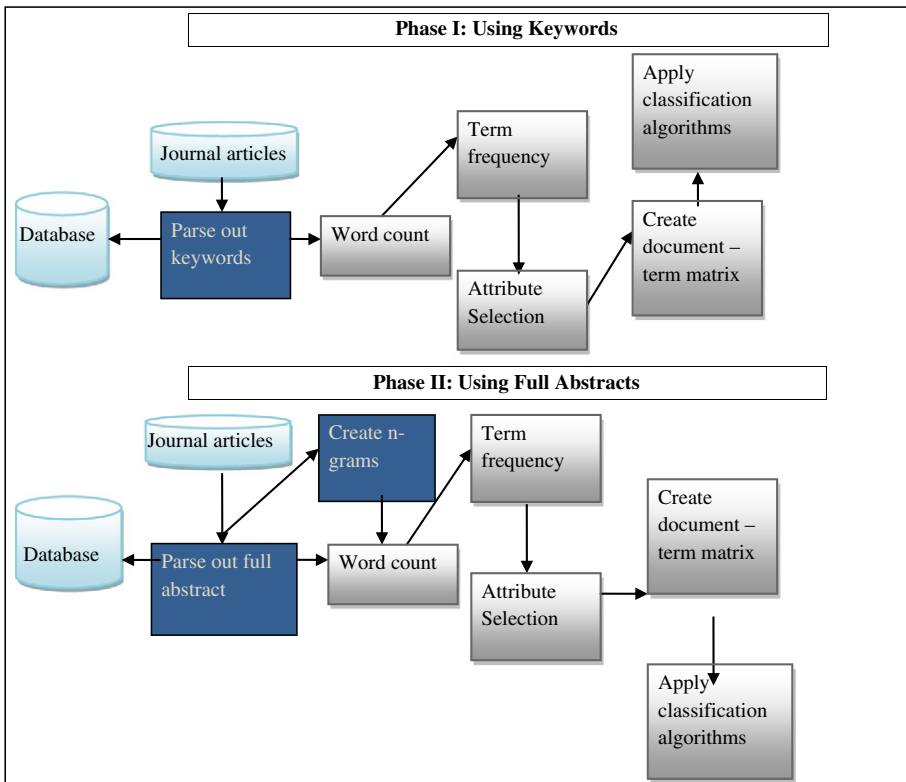 Phase I: Using Keywords
Journal articles
Database
Parse out
keywords
Word count
Term
frequency
Attribute
Selection
Create
document –
term matrix
Apply
classification
algorithms
Phase II: Using Full Abstracts
Journal articles
Database
Parse out full
abstract
Create n-
grams
Word count
Term
frequency
Attribute
Selection
Create
document –
term matrix
Apply
classification
algorithms